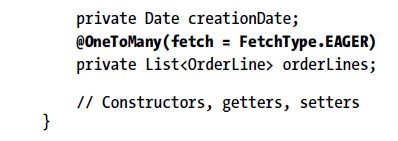 private Date creationDate;
@OneToMany(fetch = FetchType.EAGER)
private List<OrderLine> orderLines;
// Constructors, getters, setters
}